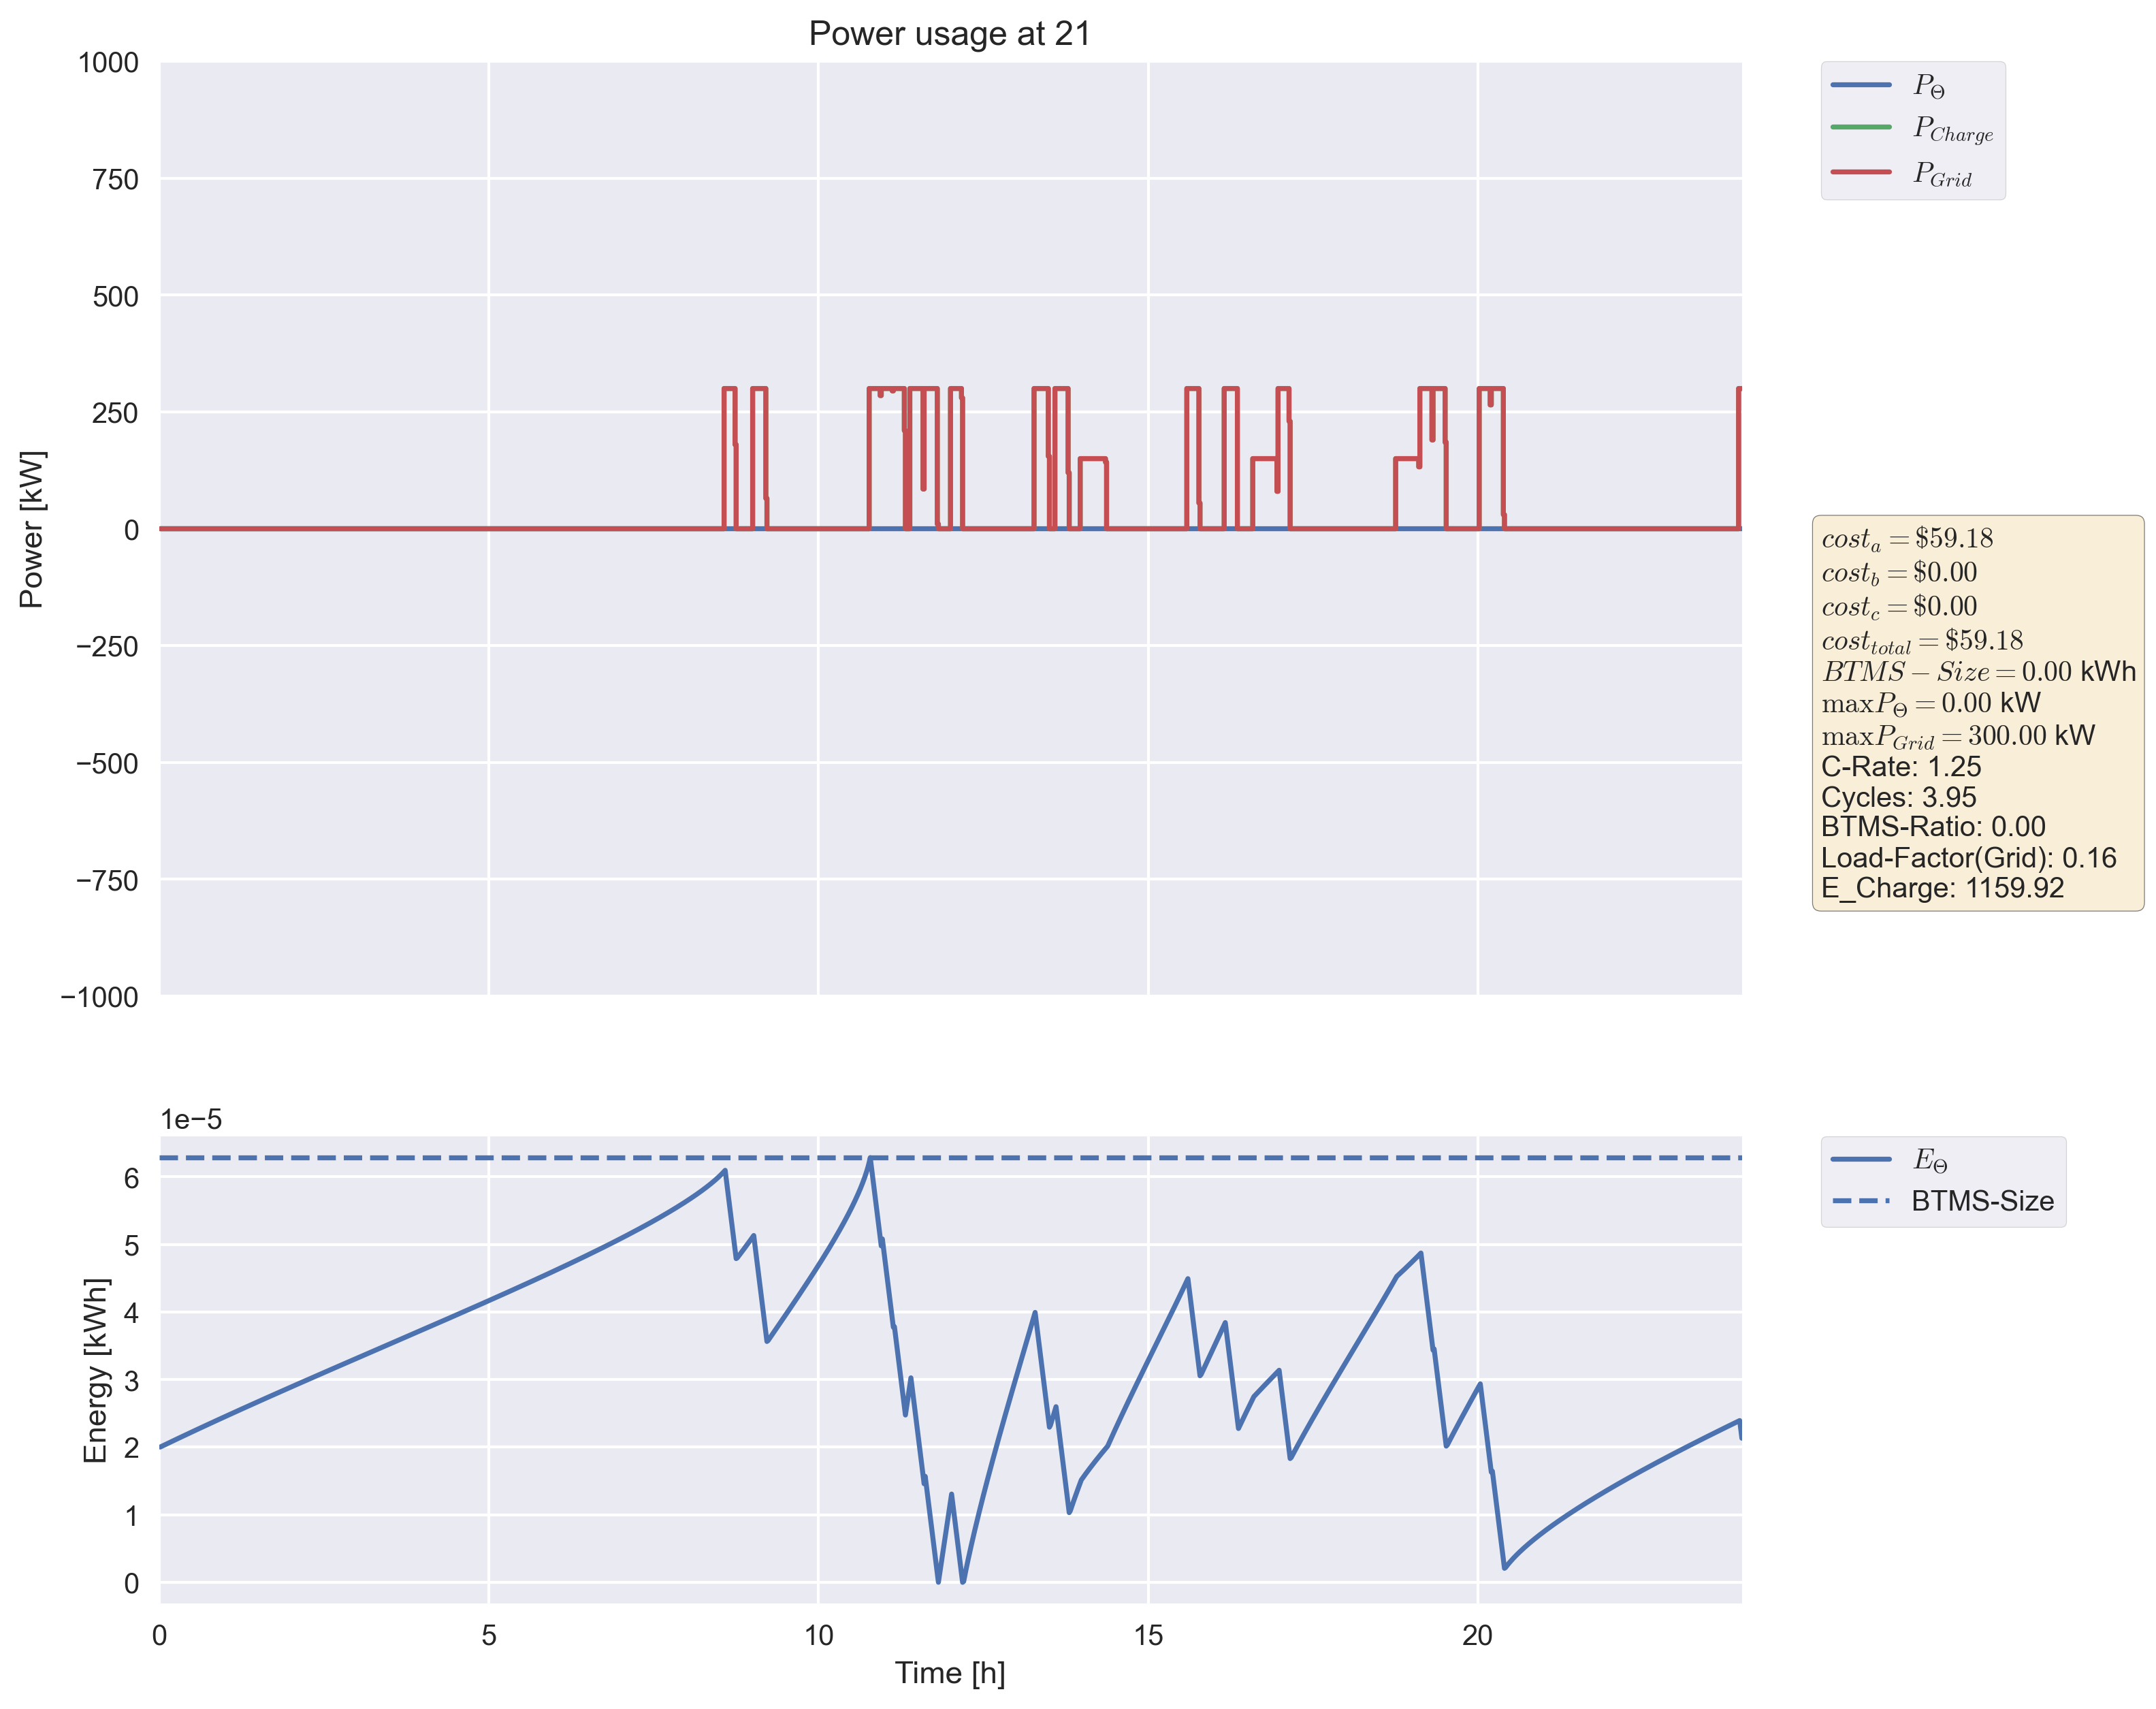 Power usage at 21
1000
750
500
250
0
−250
−500
−750
−1000
Power [kW]
P_Θ
P_Charge
P_Grid
cost_a = $59.18
cost_b = $0.00
cost_c = $0.00
cost_total = $59.18
BTMS − Size = 0.00 kWh
maxP_Θ = 0.00 kW
maxP_Grid = 300.00 kW
C-Rate: 1.25
Cycles: 3.95
BTMS-Ratio: 0.00
Load-Factor(Grid): 0.16
E_Charge: 1159.92
1e−5
6
5
4
3
2
1
0
Energy [kWh]
0 5 10 15 20
Time [h]
E_Θ
BTMS-Size